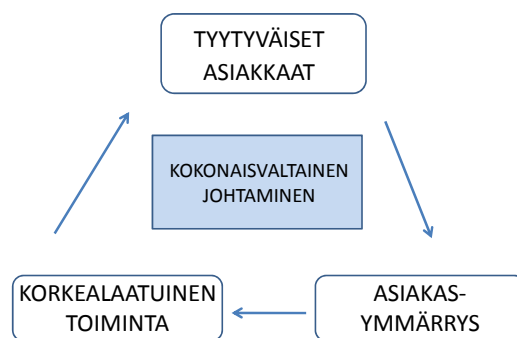 TYYTYVÄISET
ASIAKKAAT
KOKONAISVALTAINEN
JOHTAMINEN
KORKEALAATUINEN
TOIMINTA
ASIAKAS-
YMMÄRRYS